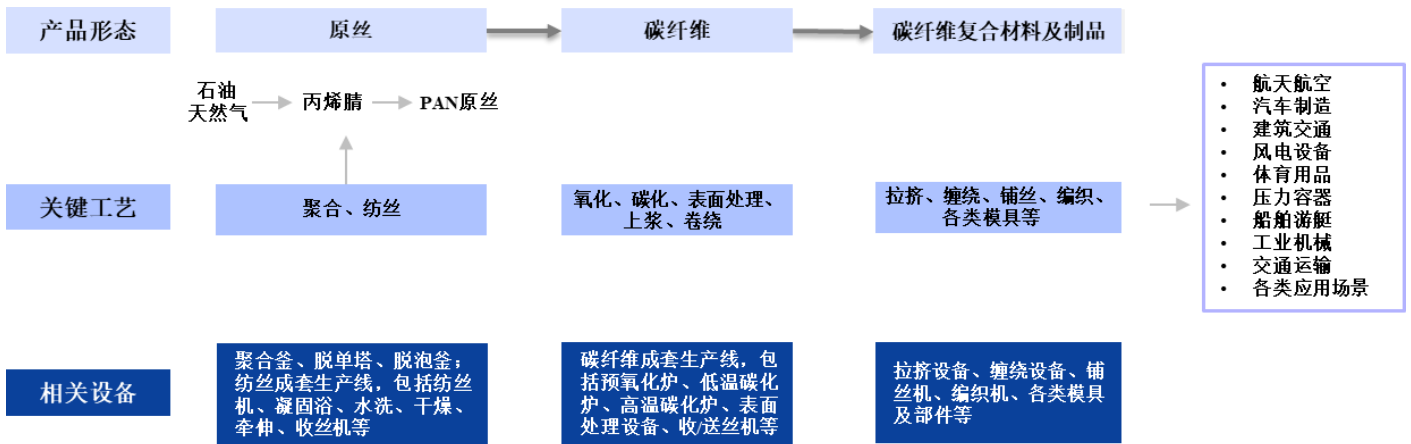 产品形态
原丝
碳纤维
碳纤维复合材料及制品
石油
天然气
丙烯腈
PAN原丝
关键工艺
聚合、纺丝
氧化、碳化、表面处理、
上浆、卷绕
拉挤、缠绕、铺丝、编织、
各类模具等
• 航天航空
• 汽车制造
• 建筑交通
• 风电设备
• 体育用品
• 压力容器
• 船舶游艇
• 工业机械
• 交通运输
• 各类应用场景
相关设备
聚合釜、脱单塔、脱泡釜；
纺丝成套生产线，包括纺丝
机、凝固浴、水洗、干燥、
牵伸、收丝机等
碳纤维成套生产线，包
括预氧化炉、低温碳化
炉、高温碳化炉、表面
处理设备、收/送丝机等
拉挤设备、缠绕设备、铺
丝机、编织机、各类模具
及部件等